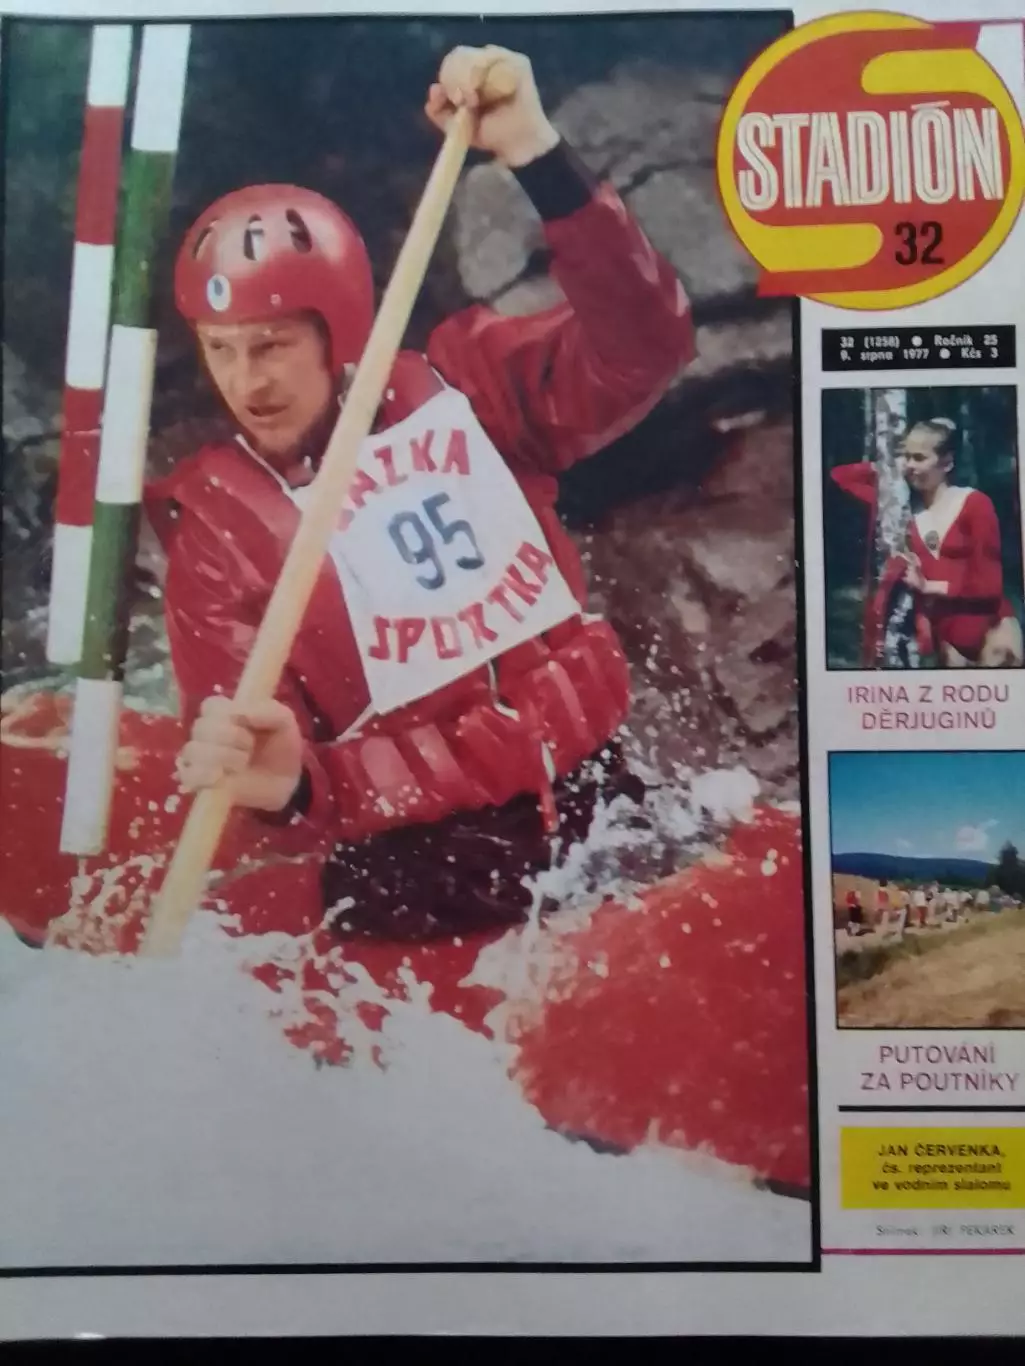 STADIÓN
32
32 (1258) ● Ročník 25
9. srpna 1977 ● Kčs 3
SAZKA
95
SPORTKA
IRINA Z RODU
DĚRJUGINŮ
PUTOVÁNÍ
ZA POUTNÍKY
JAN ČERVENKA,
čs. reprezentant
ve vodním slalomu
Snímek: JIŘÍ PEKÁREK